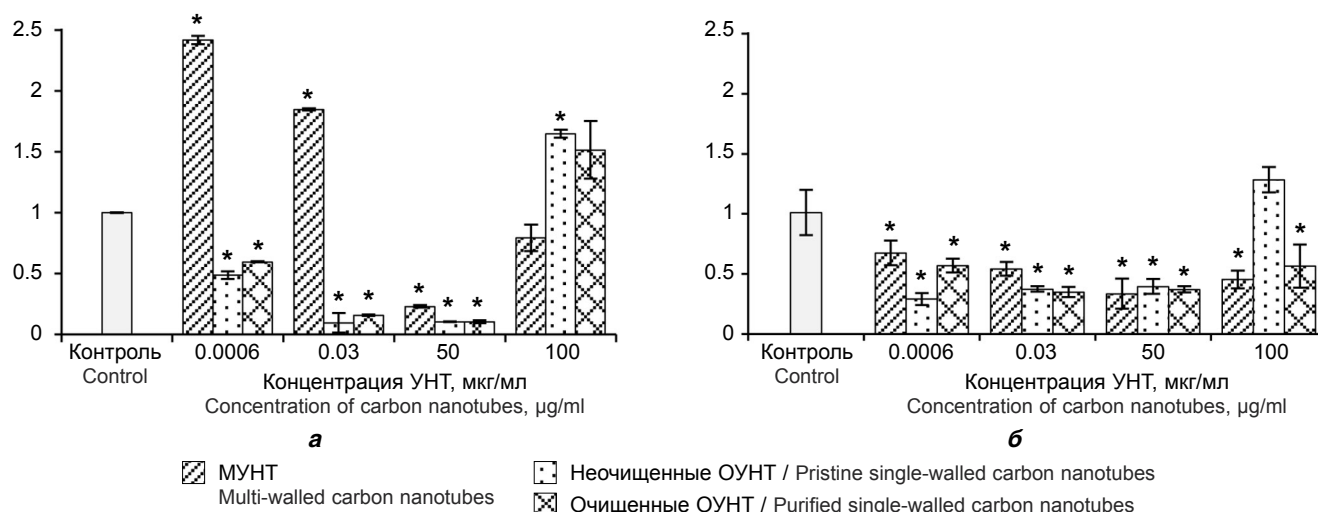 2.5
2
1.5
1
0.5
0
* * * * * * * * * *
Контроль 0.0006 0.03 50 100
Control
Концентрация УНТ, мкг/мл
Concentration of carbon nanotubes, µg/ml
а
2.5
2
1.5
1
0.5
0
* * * * * * * * * * *
Контроль 0.0006 0.03 50 100
Control
Концентрация УНТ, мкг/мл
Concentration of carbon nanotubes, µg/ml
б
МУНТ
Multi-walled carbon nanotubes
Неочищенные ОУНТ / Pristine single-walled carbon nanotubes
Очищенные ОУНТ / Purified single-walled carbon nanotubes